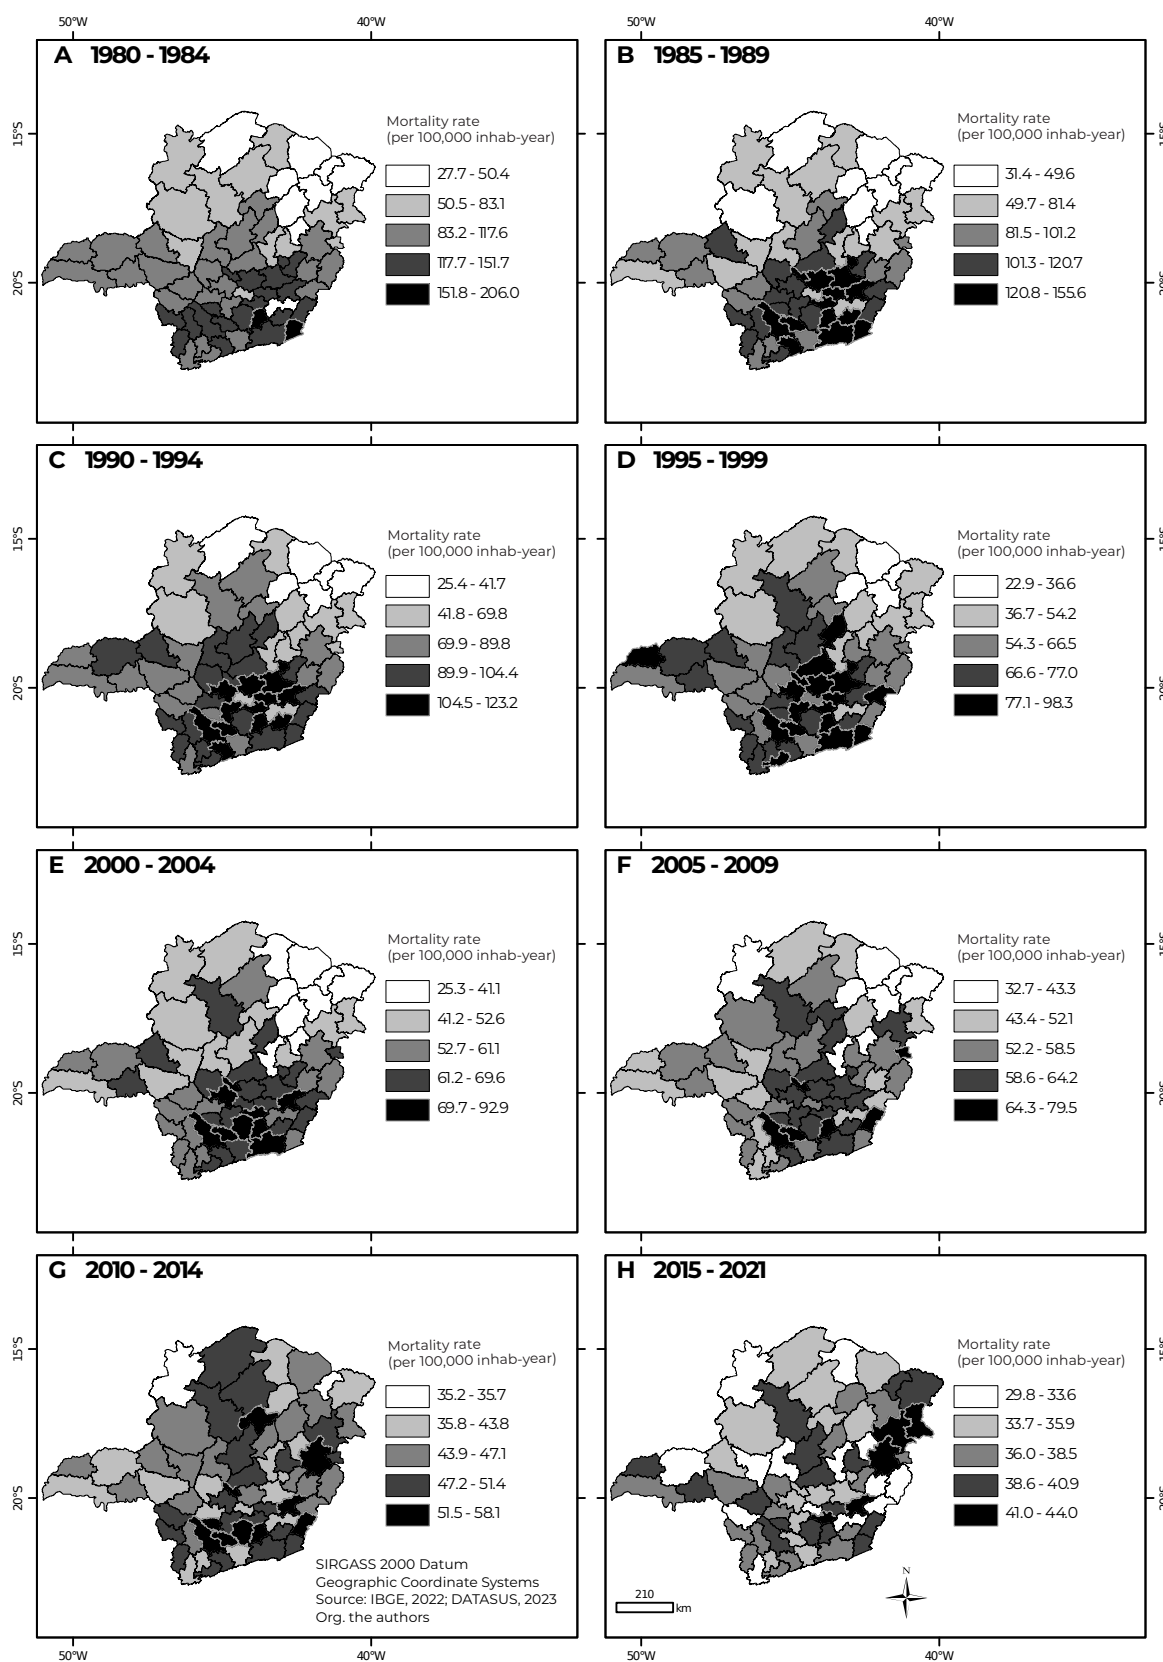 50°W 40°W 50°W 40°W
A 1980 - 1984
Mortality rate
(per 100,000 inhab-year)
27.7 - 50.4
50.5 - 83.1
83.2 - 117.6
117.7 - 151.7
151.8 - 206.0
15°S
20°S
B 1985 - 1989
Mortality rate
(per 100,000 inhab-year)
31.4 - 49.6
49.7 - 81.4
81.5 - 101.2
101.3 - 120.7
120.8 - 155.6
15°S
20°S
C 1990 - 1994
Mortality rate
(per 100,000 inhab-year)
25.4 - 41.7
41.8 - 69.8
69.9 - 89.8
89.9 - 104.4
104.5 - 123.2
15°S
20°S
D 1995 - 1999
Mortality rate
(per 100,000 inhab-year)
22.9 - 36.6
36.7 - 54.2
54.3 - 66.5
66.6 - 77.0
77.1 - 98.3
15°S
20°S
E 2000 - 2004
Mortality rate
(per 100,000 inhab-year)
25.3 - 41.1
41.2 - 52.6
52.7 - 61.1
61.2 - 69.6
69.7 - 92.9
15°S
20°S
F 2005 - 2009
Mortality rate
(per 100,000 inhab-year)
32.7 - 43.3
43.4 - 52.1
52.2 - 58.5
58.6 - 64.2
64.3 - 79.5
15°S
20°S
G 2010 - 2014
Mortality rate
(per 100,000 inhab-year)
35.2 - 35.7
35.8 - 43.8
43.9 - 47.1
47.2 - 51.4
51.5 - 58.1
15°S
20°S
SIRGASS 2000 Datum
Geographic Coordinate Systems
Source: IBGE, 2022; DATASUS, 2023
Org. the authors
H 2015 - 2021
Mortality rate
(per 100,000 inhab-year)
29.8 - 33.6
33.7 - 35.9
36.0 - 38.5
38.6 - 40.9
41.0 - 44.0
15°S
20°S
N
210
km
50°W 40°W 50°W 40°W